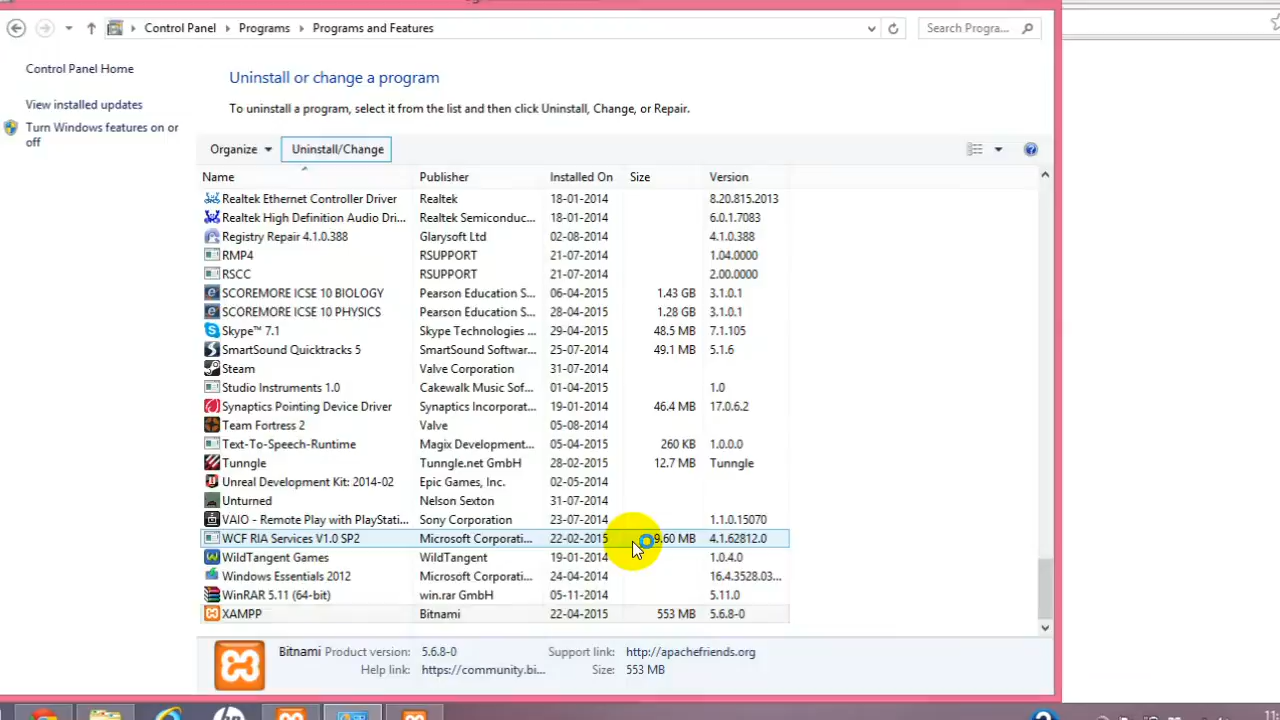 Control Panel Programs Programs and Features Search Progra...
Control Panel Home
Uninstall or change a program
View installed updates
To uninstall a program, select it from the list and then click Uninstall, Change, or Repair.
Turn Windows features on or
off
Organize Uninstall/Change
Name Publisher Installed On Size Version
Realtek Ethernet Controller Driver Realtek 18-01-2014 8.20.815.2013
Realtek High Definition Audio Dri... Realtek Semiconduc... 18-01-2014 6.0.1.7083
Registry Repair 4.1.0.388 Glarysoft Ltd 02-08-2014 4.1.0.388
RMP4 RSUPPORT 21-07-2014 1.04.0000
RSCC RSUPPORT 21-07-2014 2.00.0000
SCOREMORE ICSE 10 BIOLOGY Pearson Education S... 06-04-2015 1.43 GB 3.1.0.1
SCOREMORE ICSE 10 PHYSICS Pearson Education S... 28-04-2015 1.28 GB 3.1.0.1
Skype™ 7.1 Skype Technologies ... 29-04-2015 48.5 MB 7.1.105
SmartSound Quicktracks 5 SmartSound Softwar... 25-07-2014 49.1 MB 5.1.6
Steam Valve Corporation 31-07-2014
Studio Instruments 1.0 Cakewalk Music Sof... 01-04-2015 1.0
Synaptics Pointing Device Driver Synaptics Incorporat... 19-01-2014 46.4 MB 17.0.6.2
Team Fortress 2 Valve 05-08-2014
Text-To-Speech-Runtime Magix Development... 05-04-2015 260 KB 1.0.0.0
Tunngle Tunngle.net GmbH 28-02-2015 12.7 MB Tunngle
Unreal Development Kit: 2014-02 Epic Games, Inc. 02-05-2014
Unturned Nelson Sexton 31-07-2014
VAIO - Remote Play with PlayStati... Sony Corporation 23-07-2014 1.1.0.15070
WCF RIA Services V1.0 SP2 Microsoft Corporati... 22-02-2015 9.60 MB 4.1.62812.0
WildTangent Games WildTangent 19-01-2014 1.0.4.0
Windows Essentials 2012 Microsoft Corporati... 24-04-2014 16.4.3528.03...
WinRAR 5.11 (64-bit) win.rar GmbH 05-11-2014 5.11.0
XAMPP Bitnami 22-04-2015 553 MB 5.6.8-0
Bitnami Product version: 5.6.8-0 Support link: http://apachefriends.org
Help link: https://community.bi... Size: 553 MB